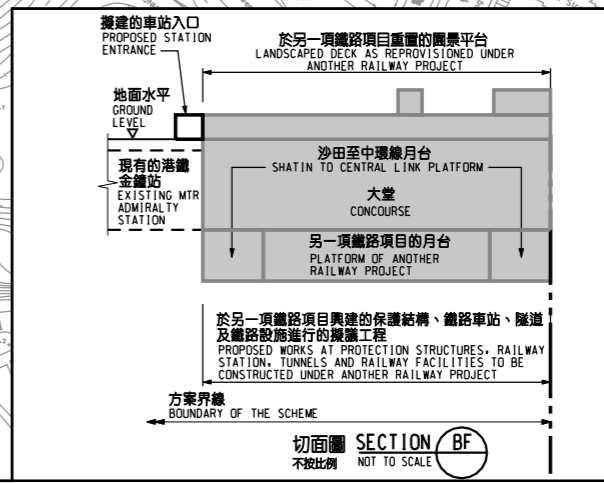 擬建的車站入口
PROPOSED STATION
ENTRANCE
於另一項鐵路項目重置的園景平台
LANDSCAPED DECK AS REPROVISIONED UNDER
ANOTHER RAILWAY PROJECT
地面水平
GROUND
LEVEL
現有的港鐵
金鐘站
EXISTING MTR
ADMIRALTY
STATION
沙田至中環線月台
SHATIN TO CENTRAL LINK PLATFORM
大堂
CONCOURSE
另一項鐵路項目的月台
PLATFORM OF ANOTHER
RAILWAY PROJECT
於另一項鐵路項目興建的保護結構、鐵路車站、隧道
及鐵路設施進行的擬議工程
PROPOSED WORKS AT PROTECTION STRUCTURES, RAILWAY
STATION, TUNNELS AND RAILWAY FACILITIES TO BE
CONSTRUCTED UNDER ANOTHER RAILWAY PROJECT
方案界線
BOUNDARY OF THE SCHEME
切面圖 SECTION BF
不按比例 NOT TO SCALE